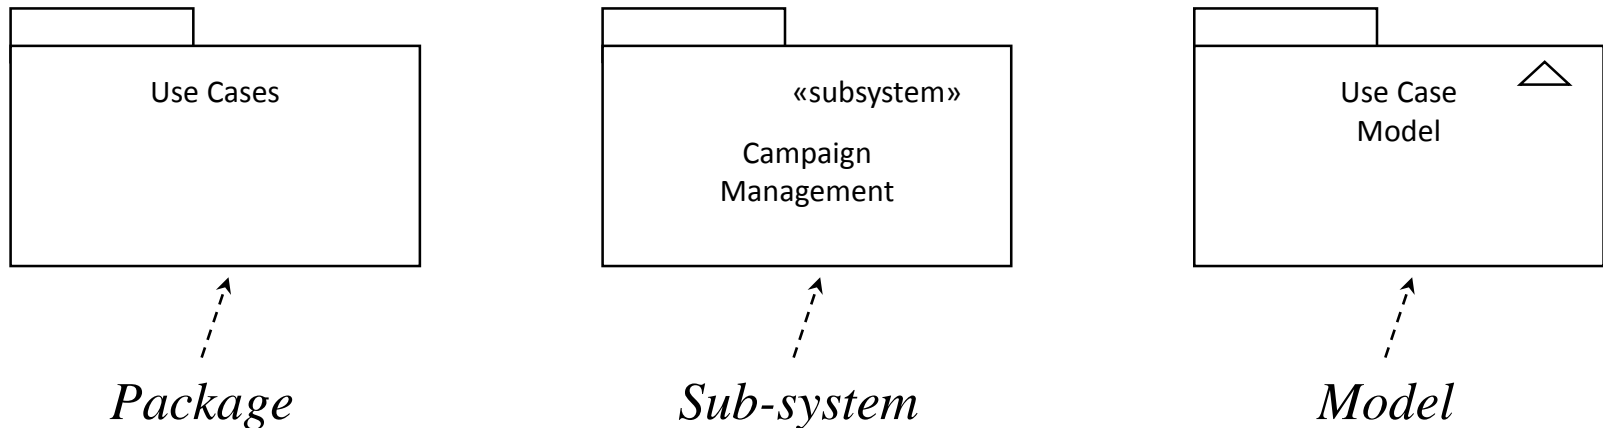 Use Cases
«subsystem»
Campaign
Management
Use Case
Model
Package
Sub-system
Model